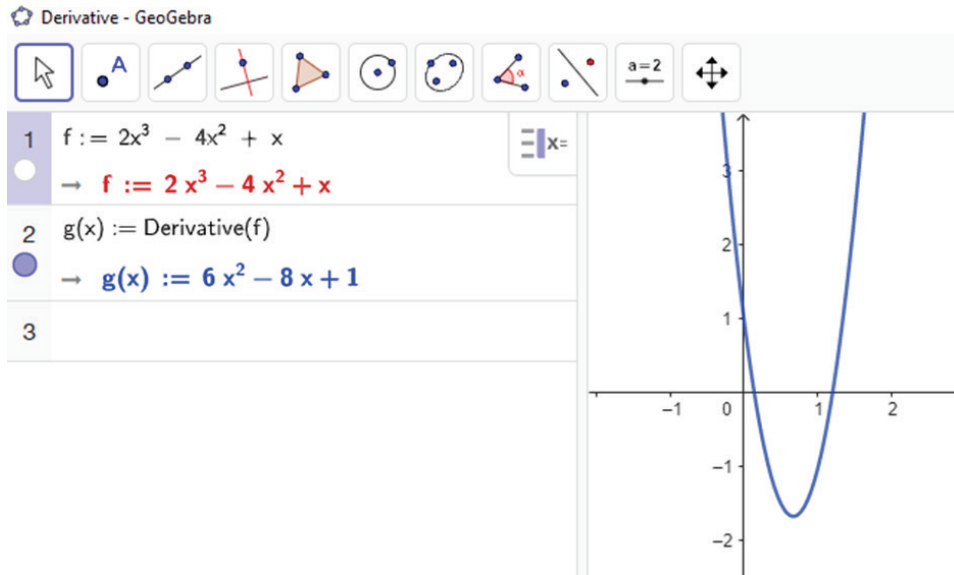 Derivative - GeoGebra
A
α
a=2
1 f := 2x³ − 4x² + x
x=
→ f := 2 x³ − 4 x² + x
2 g(x) := Derivative(f)
→ g(x) := 6 x² − 8 x + 1
3
3
2
1
−1 0 1 2
−1
−2